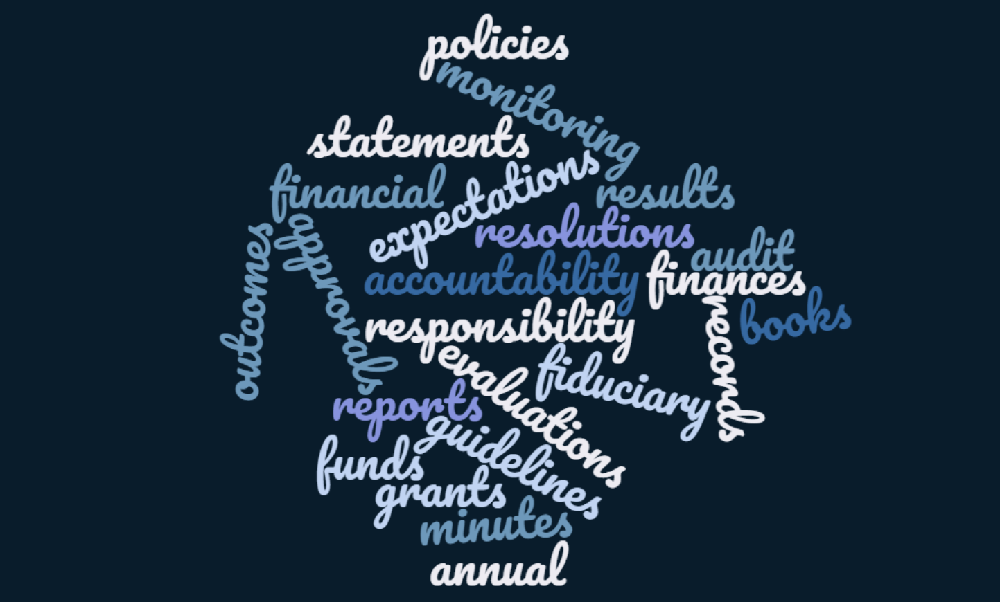 policies
monitoring
statements
expectations
financial
results
resolutions
approvals
outcomes
audit
accountability
finances
books
records
responsibility
evaluations
fiduciary
reports
guidelines
funds
grants
minutes
annual